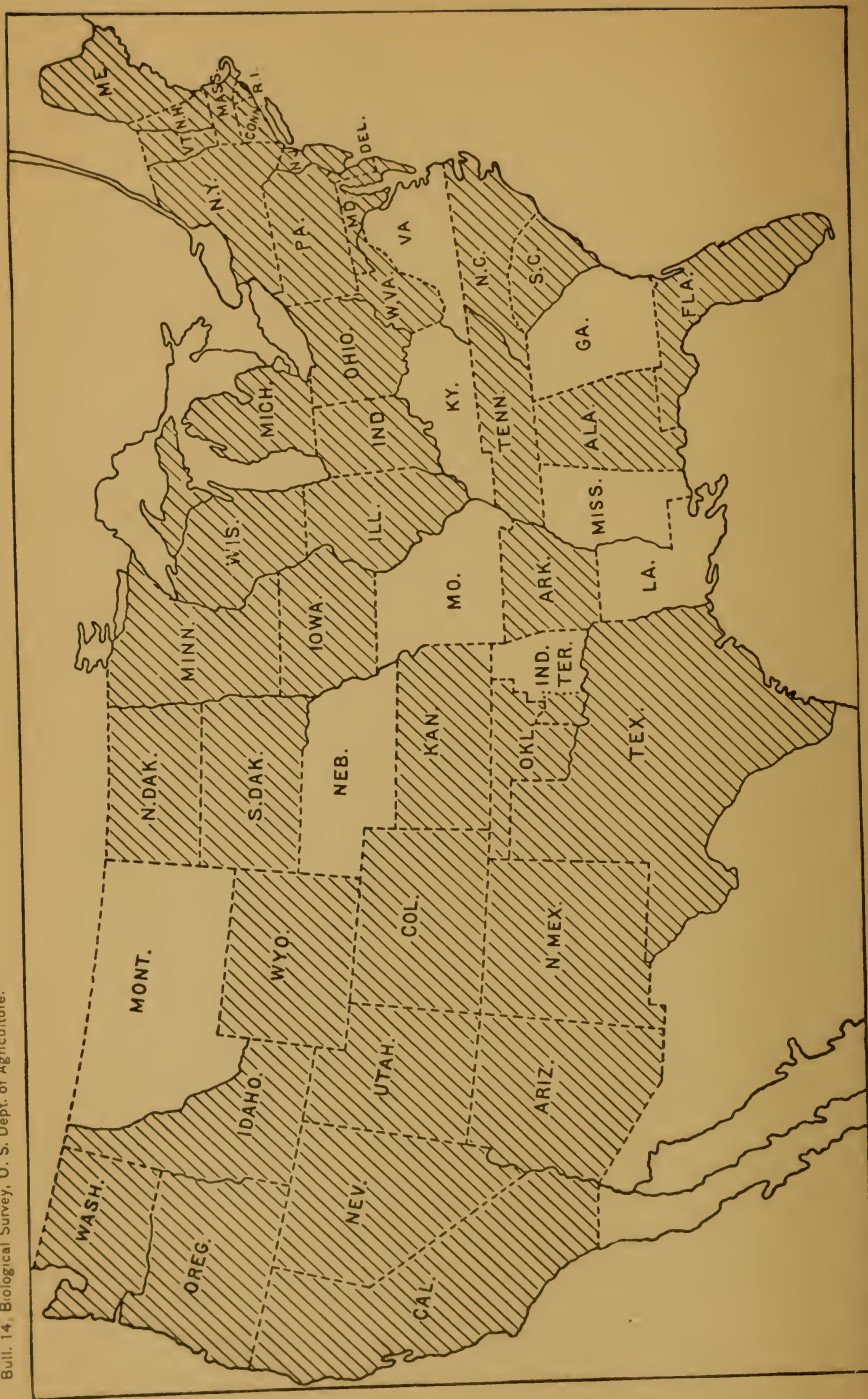 Bull. 14, Biological Survey, U. S. Dept. of Agriculture.
WASH.
OREG.
CAL.
NEV.
IDAHO.
MONT.
WYO.
UTAH.
ARIZ.
COL.
N. MEX.
N. DAK.
S. DAK.
NEB.
KAN.
OKL.
IND.
TER.
TEX.
MINN.
IOWA.
MO.
ARK.
LA.
WIS.
ILL.
MICH.
IND
OHIO.
KY.
TENN.
MISS.
ALA.
GA.
FLA.
S.C.
N.C.
VA
W.VA.
MD.
DEL.
PA.
N.J.
N.Y.
VT.
N.H.
ME.
MASS.
CONN.
R.I.